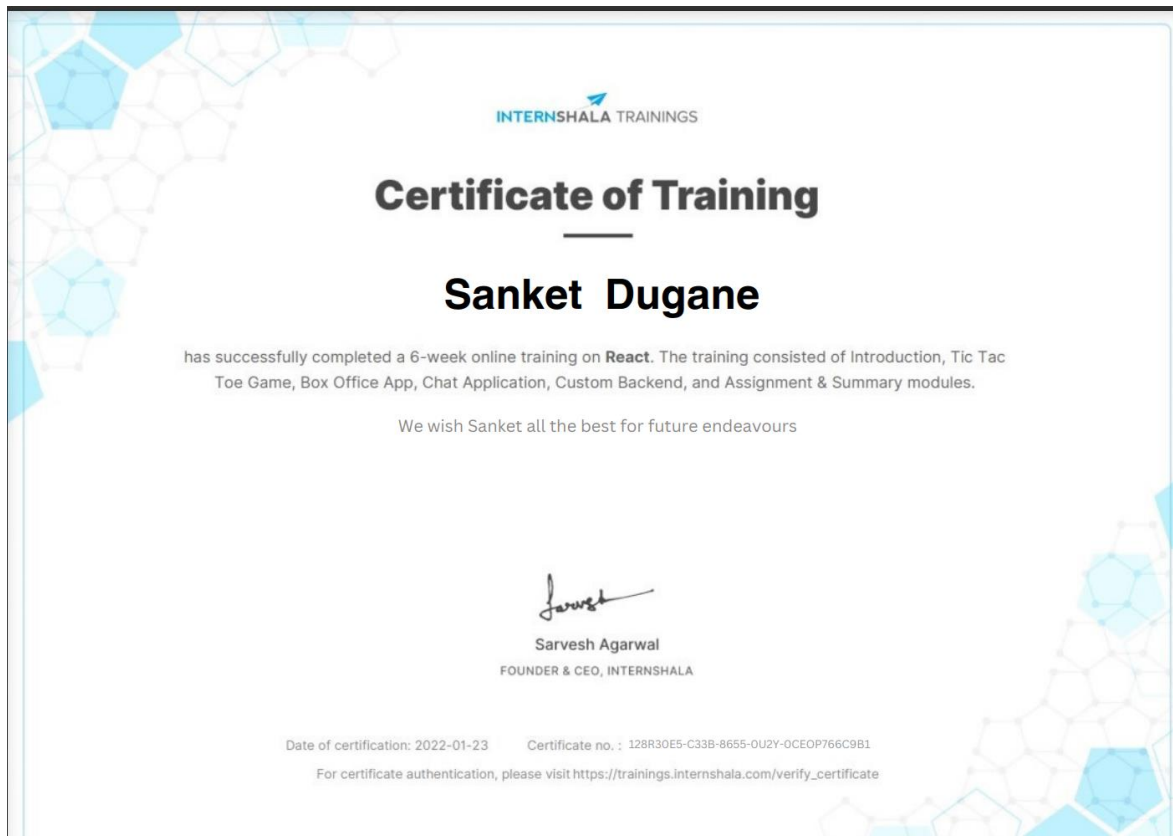 INTERNSHALA TRAININGS
Certificate of Training
Sanket Dugane
has successfully completed a 6-week online training on React. The training consisted of Introduction, Tic Tac
Toe Game, Box Office App, Chat Application, Custom Backend, and Assignment & Summary modules.
We wish Sanket all the best for future endeavours
Sarvesh
Sarvesh Agarwal
FOUNDER & CEO, INTERNSHALA
Date of certification: 2022-01-23 Certificate no. : 128R30E5-C33B-8655-0U2Y-0CEOP766C9B1
For certificate authentication, please visit https://trainings.internshala.com/verify_certificate